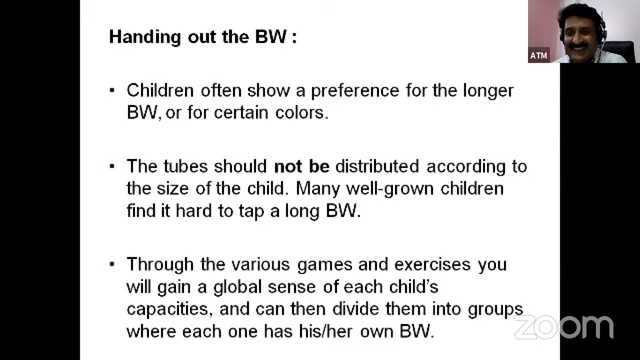 Handing out the BW :
• Children often show a preference for the longer
BW, or for certain colors.
• The tubes should not be distributed according to
the size of the child. Many well-grown children
find it hard to tap a long BW.
• Through the various games and exercises you
will gain a global sense of each child's
capacities, and can then divide them into groups
where each one has his/her own BW.
ATM
zoom